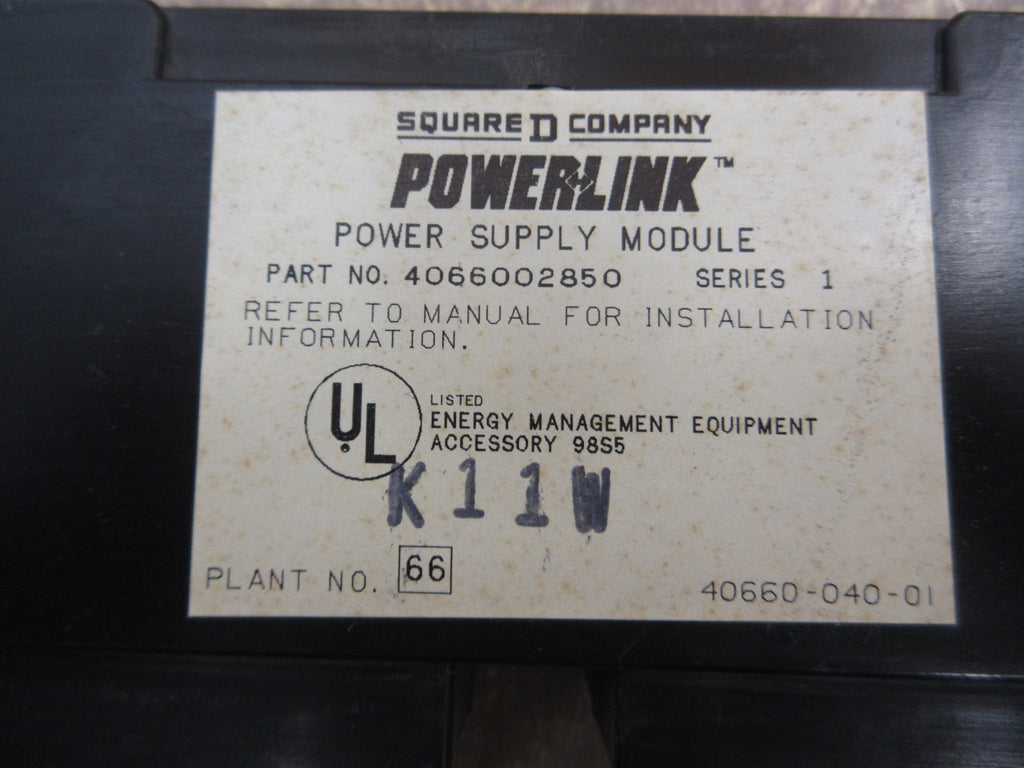 SQUARE D COMPANY
POWERLINK™
POWER SUPPLY MODULE
PART NO. 4066002850 SERIES 1
REFER TO MANUAL FOR INSTALLATION
INFORMATION.
UL
LISTED
ENERGY MANAGEMENT EQUIPMENT
ACCESSORY 98S5
K11W
PLANT NO. 66
40660-040-01